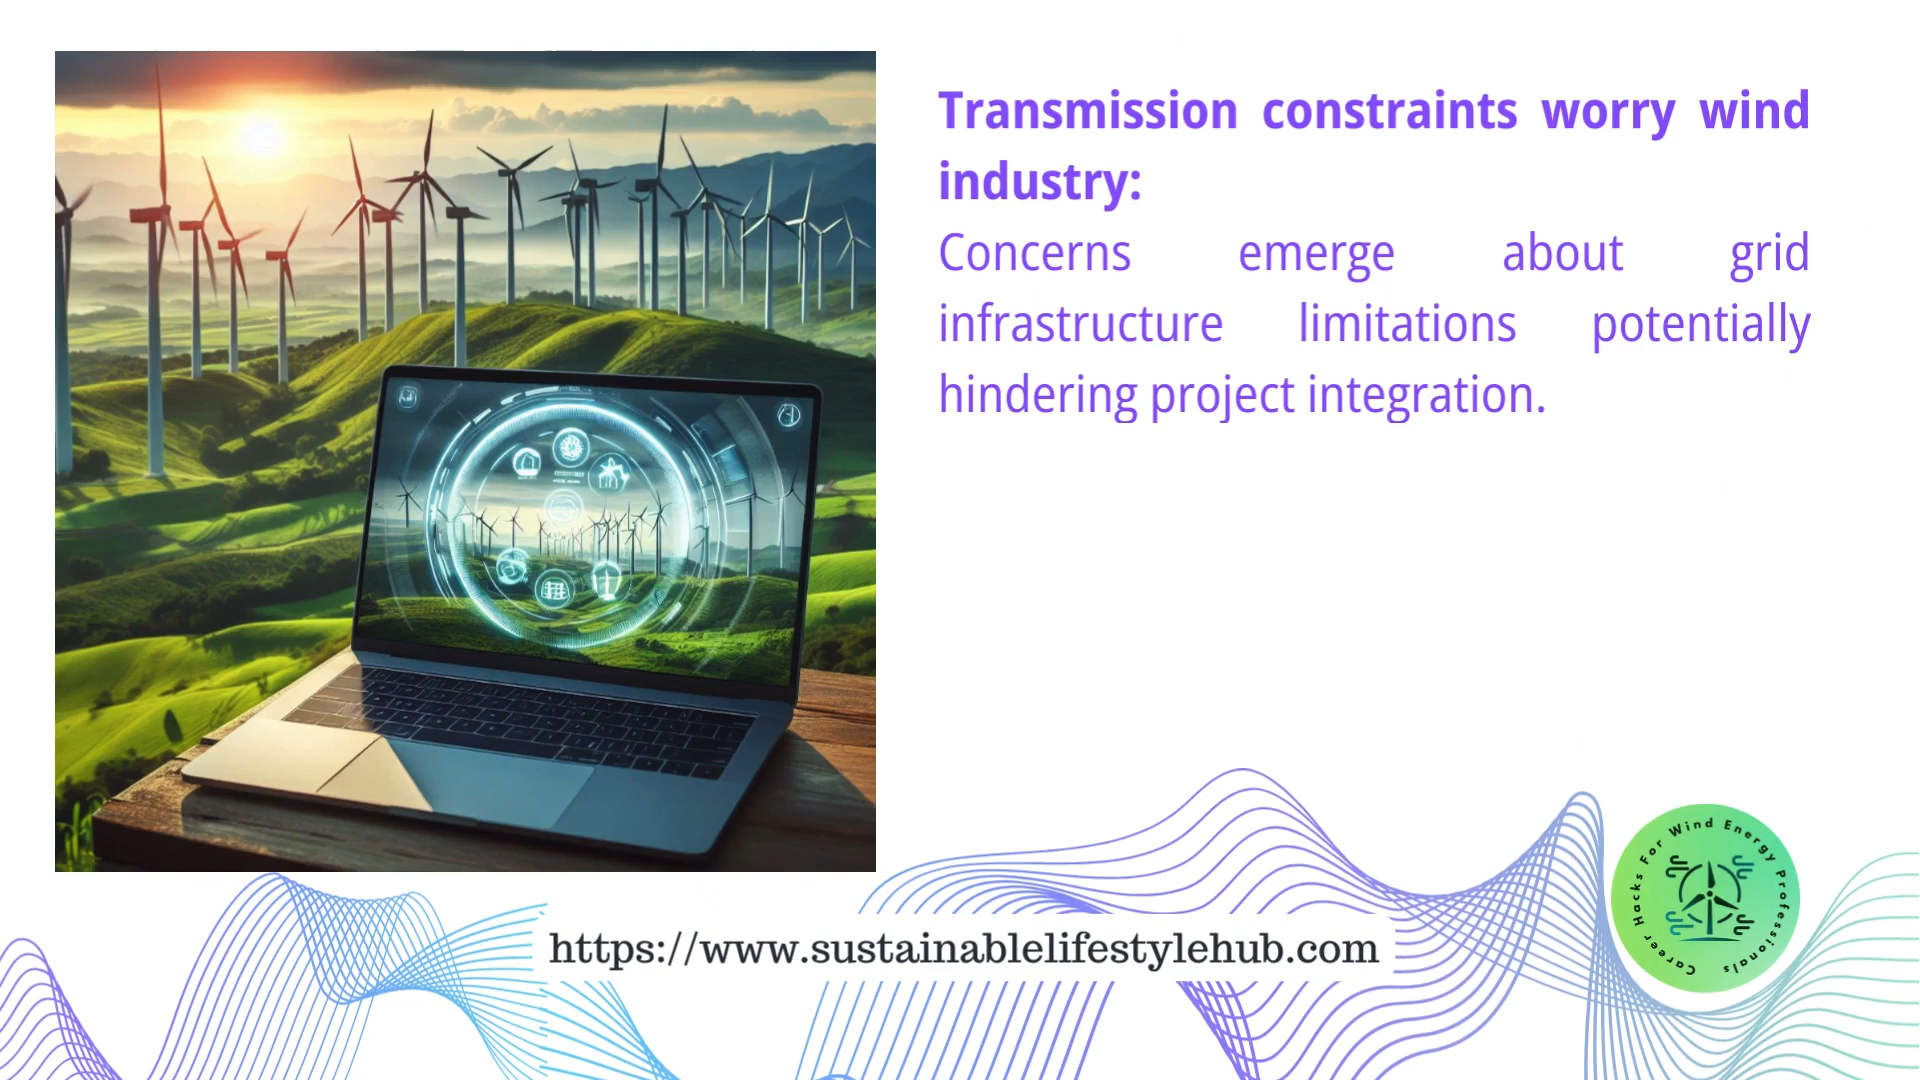 Transmission constraints worry wind
industry:
Concerns emerge about grid
infrastructure limitations potentially
hindering project integration.
https://www.sustainablelifestylehub.com
Career Hacks For Wind Energy Professionals